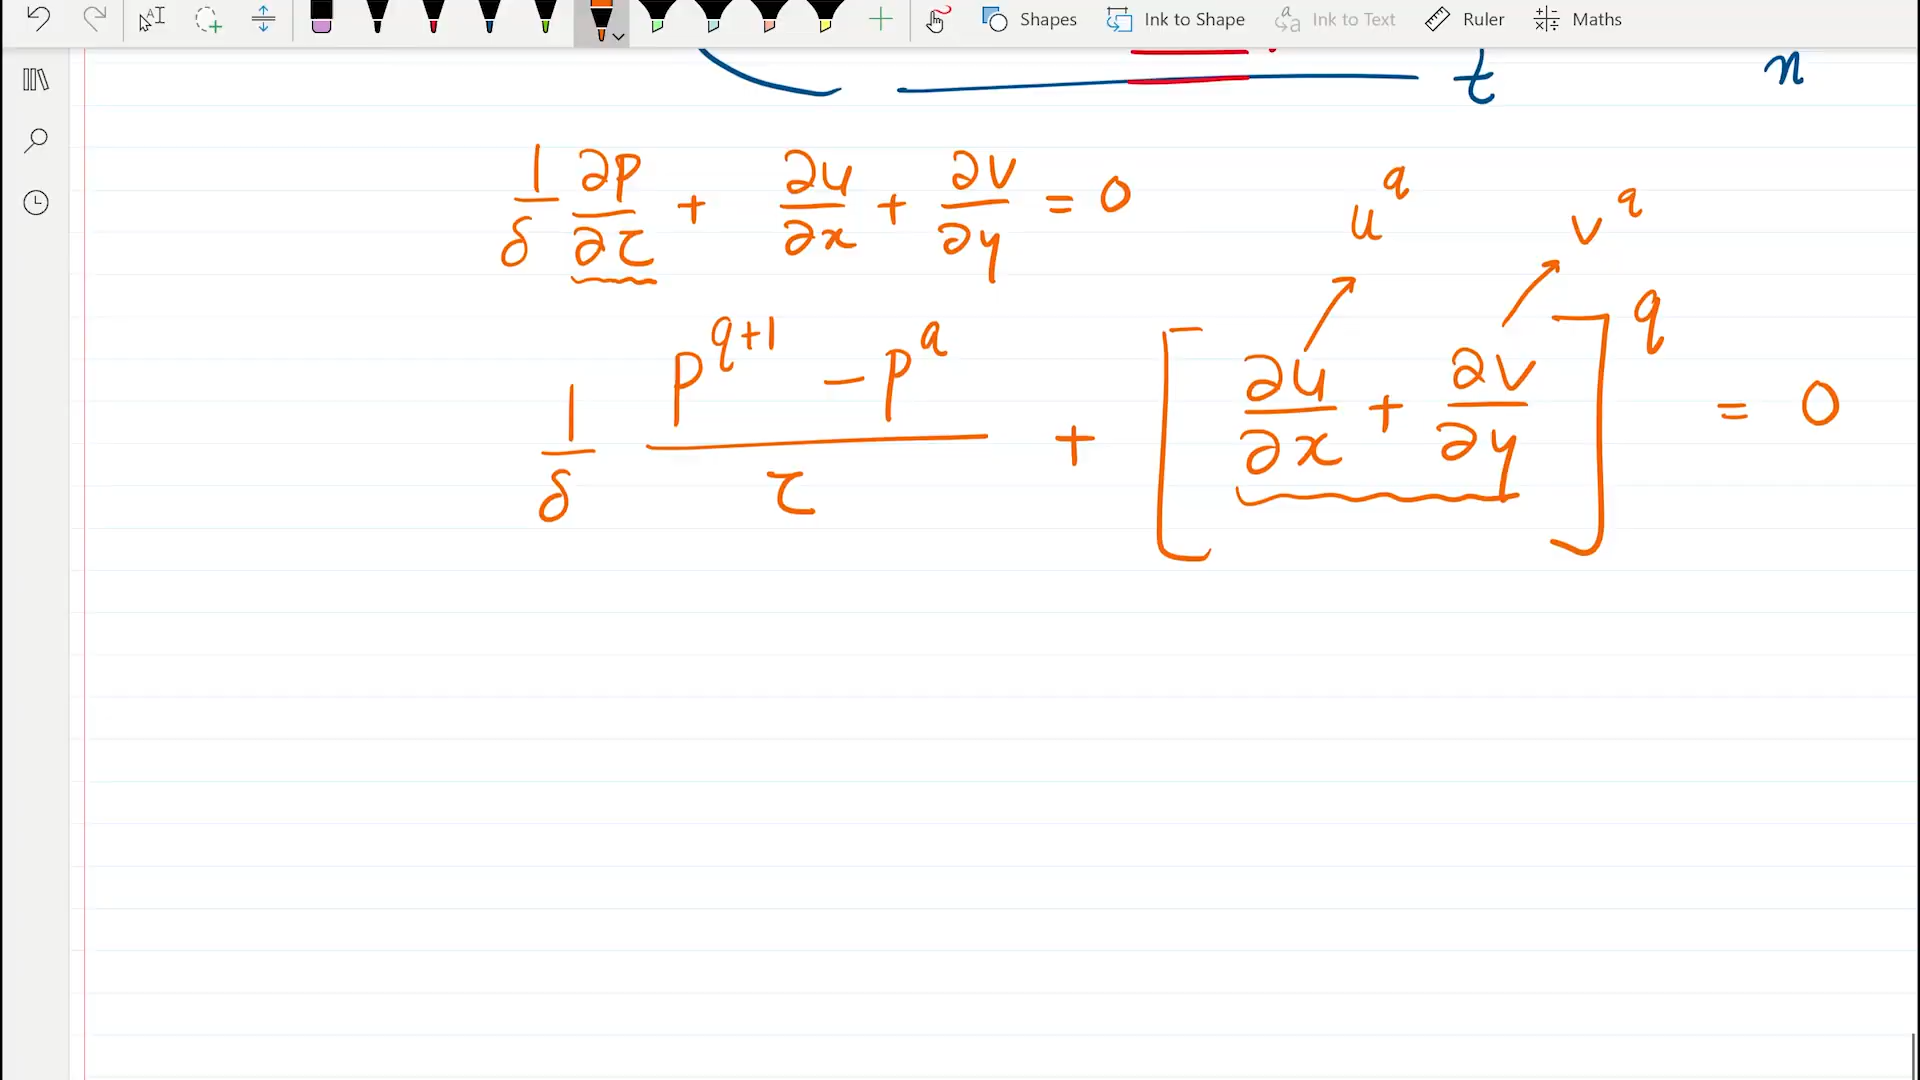 Shapes Ink to Shape Ink to Text Ruler Maths
t n
1/δ ∂p/∂τ + ∂u/∂x + ∂v/∂y = 0
u^q v^q
1/δ (p^(q+1) − p^q)/τ + [∂u/∂x + ∂v/∂y]^q = 0